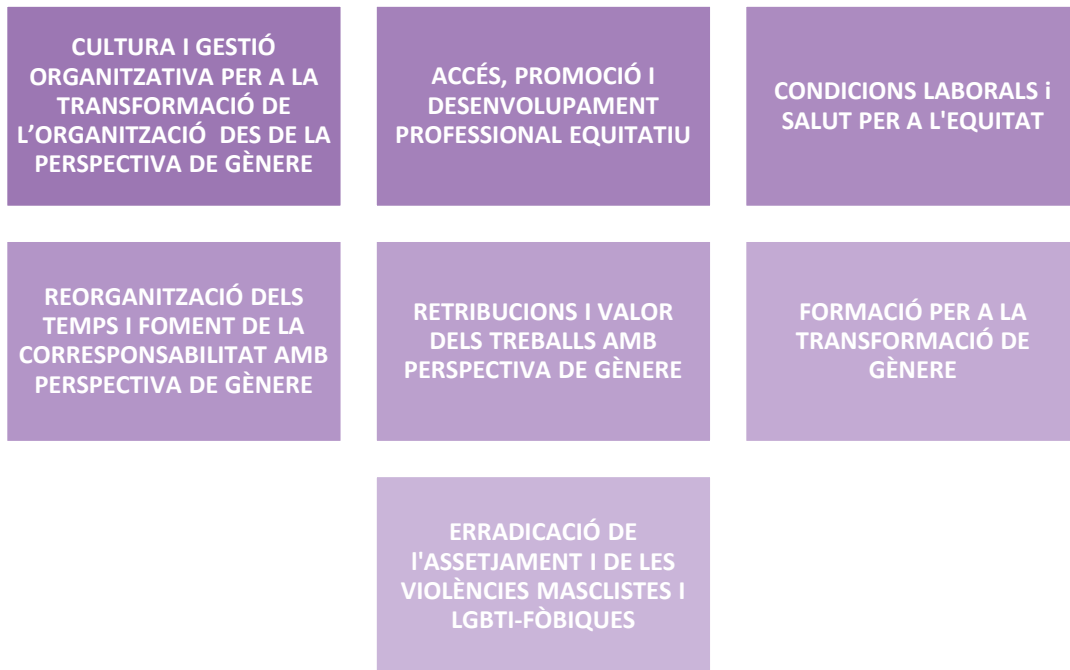 CULTURA I GESTIÓ
ORGANITZATIVA PER A LA
TRANSFORMACIÓ DE
L’ORGANITZACIÓ DES DE LA
PERSPECTIVA DE GÈNERE
ACCÉS, PROMOCIÓ I
DESENVOLUPAMENT
PROFESSIONAL EQUITATIU
CONDICIONS LABORALS i
SALUT PER A L'EQUITAT
REORGANITZACIÓ DELS
TEMPS I FOMENT DE LA
CORRESPONSABILITAT AMB
PERSPECTIVA DE GÈNERE
RETRIBUCIONS I VALOR
DELS TREBALLS AMB
PERSPECTIVA DE GÈNERE
FORMACIÓ PER A LA
TRANSFORMACIÓ DE
GÈNERE
ERRADICACIÓ DE
l'ASSETJAMENT I DE LES
VIOLÈNCIES MASCLISTES I
LGBTI-FÒBIQUES